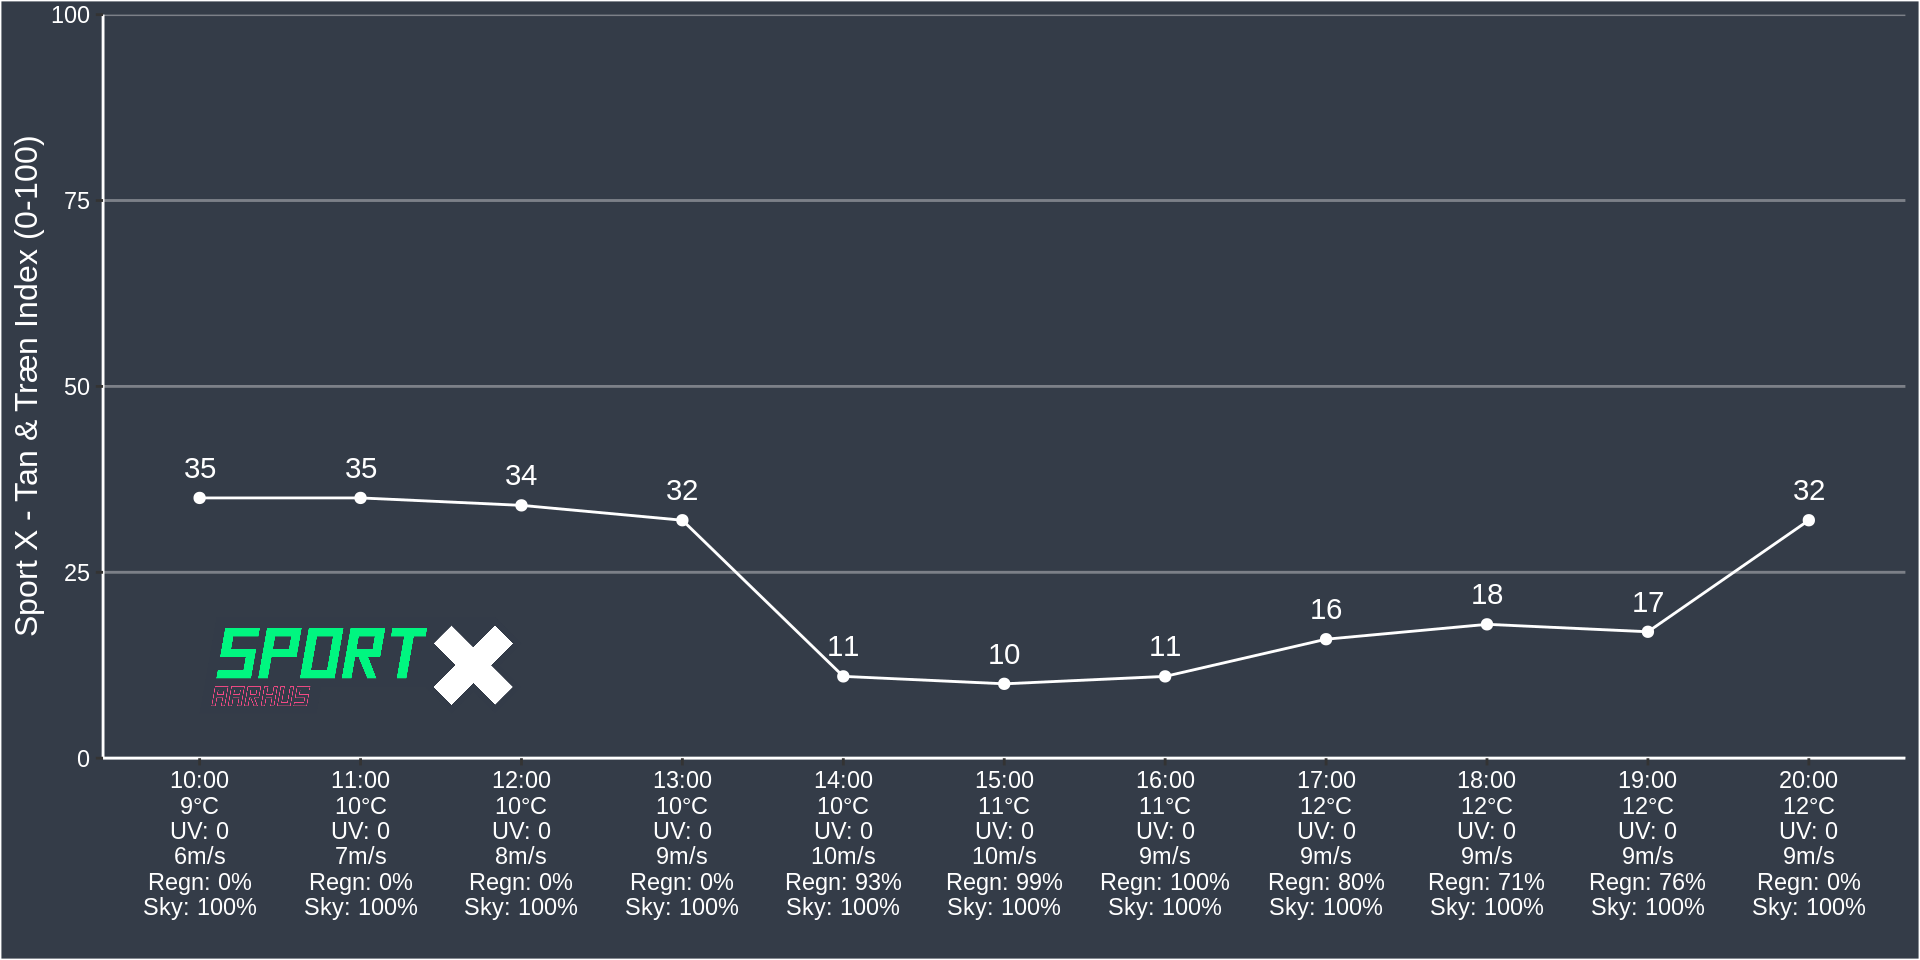 Sport X - Tan & Træn Index (0-100)
100
75
50
25
0
35 35 34 32 11 10 11 16 18 17 32
SPORT X
AARHUS
10:00 11:00 12:00 13:00 14:00 15:00 16:00 17:00 18:00 19:00 20:00
9°C 10°C 10°C 10°C 10°C 11°C 11°C 12°C 12°C 12°C 12°C
UV: 0 UV: 0 UV: 0 UV: 0 UV: 0 UV: 0 UV: 0 UV: 0 UV: 0 UV: 0 UV: 0
6m/s 7m/s 8m/s 9m/s 10m/s 10m/s 9m/s 9m/s 9m/s 9m/s 9m/s
Regn: 0% Regn: 0% Regn: 0% Regn: 0% Regn: 93% Regn: 99% Regn: 100% Regn: 80% Regn: 71% Regn: 76% Regn: 0%
Sky: 100% Sky: 100% Sky: 100% Sky: 100% Sky: 100% Sky: 100% Sky: 100% Sky: 100% Sky: 100% Sky: 100% Sky: 100%